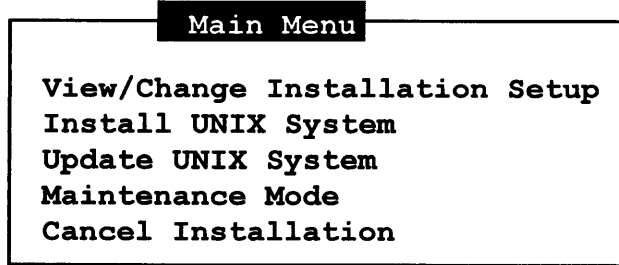 Main Menu
View/Change Installation Setup
Install UNIX System
Update UNIX System
Maintenance Mode
Cancel Installation